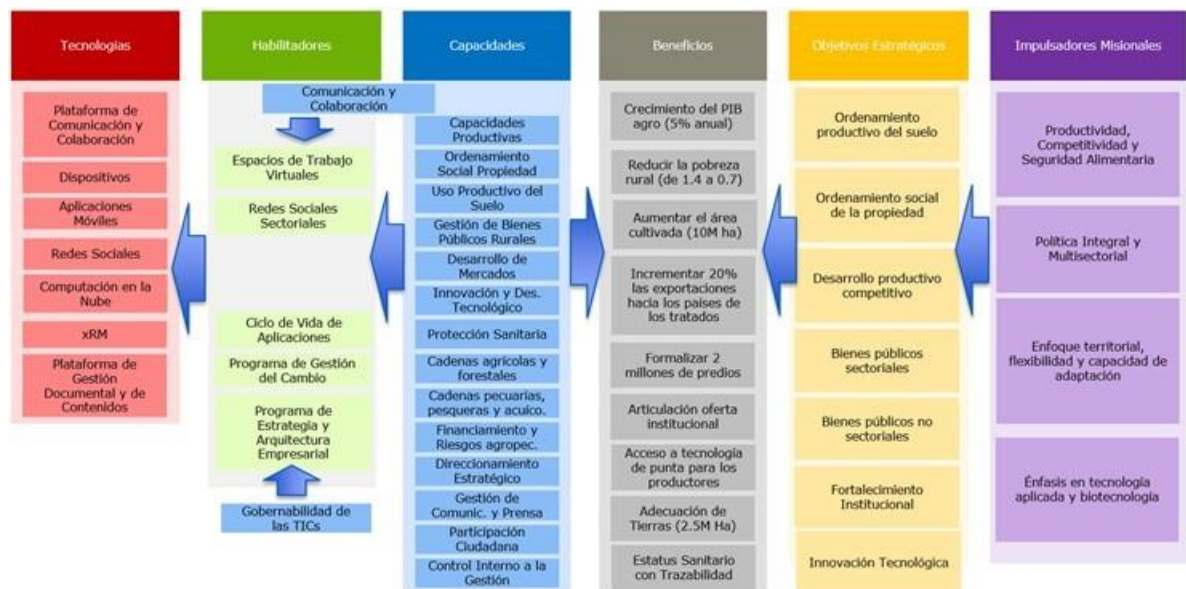 Tecnologías
Plataforma de
Comunicación y
Colaboración
Dispositivos
Aplicaciones
Móviles
Redes Sociales
Computación en la
Nube
xRM
Plataforma de
Gestión
Documental y de
Contenidos
Habilitadores
Comunicación y
Colaboración
Espacios de Trabajo
Virtuales
Redes Sociales
Sectoriales
Ciclo de Vida de
Aplicaciones
Programa de Gestión
del Cambio
Programa de
Estrategia y
Arquitectura
Empresarial
Gobernabilidad de
las TICs
Capacidades
Capacidades
Productivas
Ordenamiento
Social Propiedad
Uso Productivo del
Suelo
Gestión de Bienes
Públicos Rurales
Desarrollo de
Mercados
Innovación y Des.
Tecnológico
Protección Sanitaria
Cadenas agrícolas y
forestales
Cadenas pecuarias,
pesqueras y acuico.
Financiamiento y
Riesgos agropec.
Direccionamiento
Estratégico
Gestión de
Comunic. y Prensa
Participación
Ciudadana
Control Interno a la
Gestión
Beneficios
Crecimiento del PIB
agro (5% anual)
Reducir la pobreza
rural (de 1.4 a 0.7)
Aumentar el área
cultivada (10M ha)
Incrementar 20%
las exportaciones
hacia los países de
los tratados
Formalizar 2
millones de predios
Articulación oferta
institucional
Acceso a tecnología
de punta para los
productores
Adecuación de
Tierras (2.5M Ha)
Estatus Sanitario
con Trazabilidad
Objetivos Estratégicos
Ordenamiento
productivo del suelo
Ordenamiento social
de la propiedad
Desarrollo productivo
competitivo
Bienes públicos
sectoriales
Bienes públicos no
sectoriales
Fortalecimiento
Institucional
Innovación Tecnológica
Impulsadores Misionales
Productividad,
Competitividad y
Seguridad Alimentaria
Política Integral y
Multisectorial
Enfoque territorial,
flexibilidad y capacidad de
adaptación
Énfasis en tecnología
aplicada y biotecnología